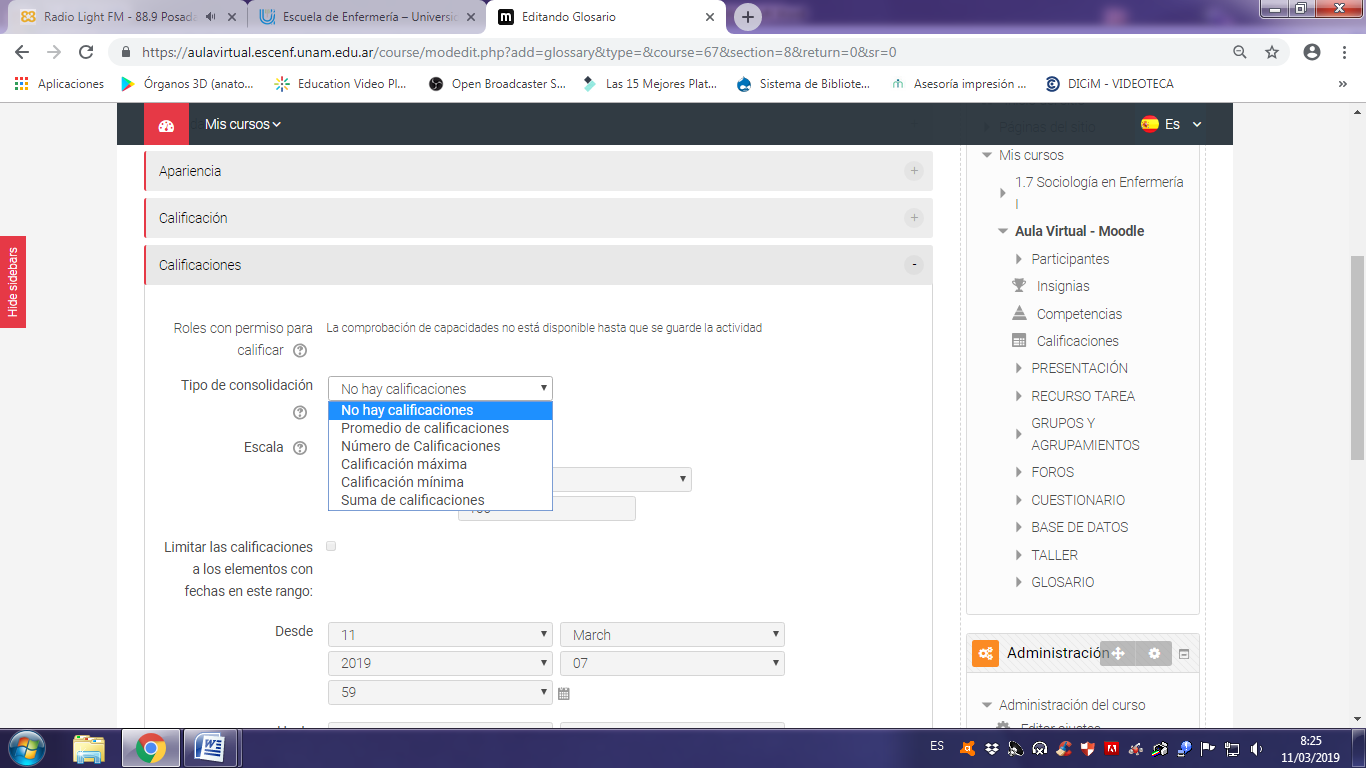 Radio Light FM - 88.9 Posada
Escuela de Enfermería – Universid
Editando Glosario
https://aulavirtual.escenf.unam.edu.ar/course/modedit.php?add=glossary&type=&course=67&section=8&return=0&sr=0
Aplicaciones
Órganos 3D (anato...
Education Video Pl...
Open Broadcaster S...
Las 15 Mejores Plat...
Sistema de Bibliote...
Asesoría impresión ...
DICiM - VIDEOTECA
»
Mis cursos
Es
Hide sidebars
Apariencia
Calificación
Calificaciones
Roles con permiso para
calificar
La comprobación de capacidades no está disponible hasta que se guarde la actividad
Tipo de consolidación
No hay calificaciones
No hay calificaciones
Promedio de calificaciones
Número de Calificaciones
Calificación máxima
Calificación mínima
Suma de calificaciones
Escala
Limitar las calificaciones
a los elementos con
fechas en este rango:
Desde
11
March
2019
07
59
Páginas del sitio
Mis cursos
1.7 Sociología en Enfermería
I
Aula Virtual - Moodle
Participantes
Insignias
Competencias
Calificaciones
PRESENTACIÓN
RECURSO TAREA
GRUPOS Y
AGRUPAMIENTOS
FOROS
CUESTIONARIO
BASE DE DATOS
TALLER
GLOSARIO
Administración
Administración del curso
Editar ajustes
ES
8:25
11/03/2019